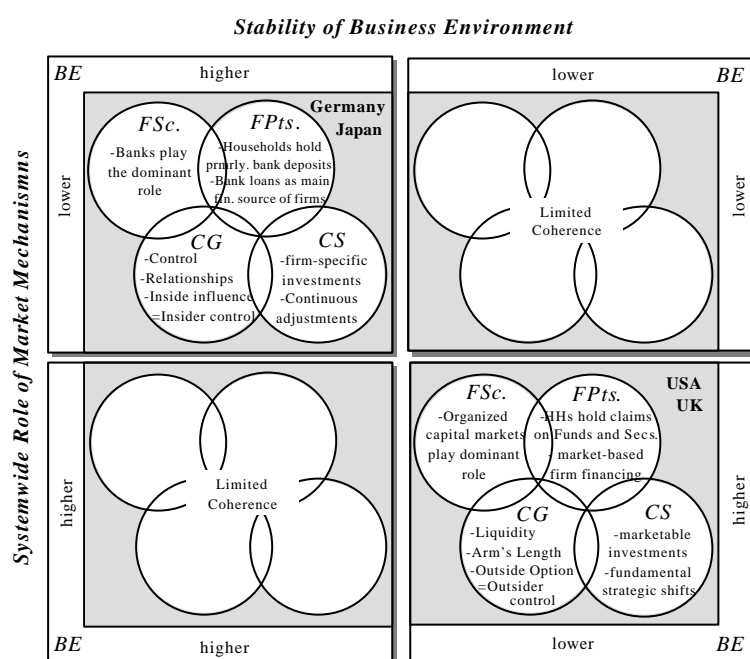 Stability of Business Environment
Systemwide Role of Market Mechanismns
BE
higher
lower
Germany
Japan
FSc.
-Banks play
the dominant
role
FPts.
-Households hold
prmrly. bank deposits
-Bank loans as main
fin. source of firms
CG
-Control
-Relationships
-Inside influence
=Insider control
CS
-firm-specific
investments
-Continuous
adjustmtents
lower
BE
lower
Limited
Coherence
higher
Limited
Coherence
BE
higher
USA
UK
FSc.
-Organized
capital markets
play dominant
role
FPts.
-HHs hold claims
on Funds and Secs.
- market-based
firm financing
CG
-Liquidity
-Arm's Length
-Outside Option
=Outsider
control
CS
-marketable
investments
-fundamental
strategic shifts
higher
lower
BE